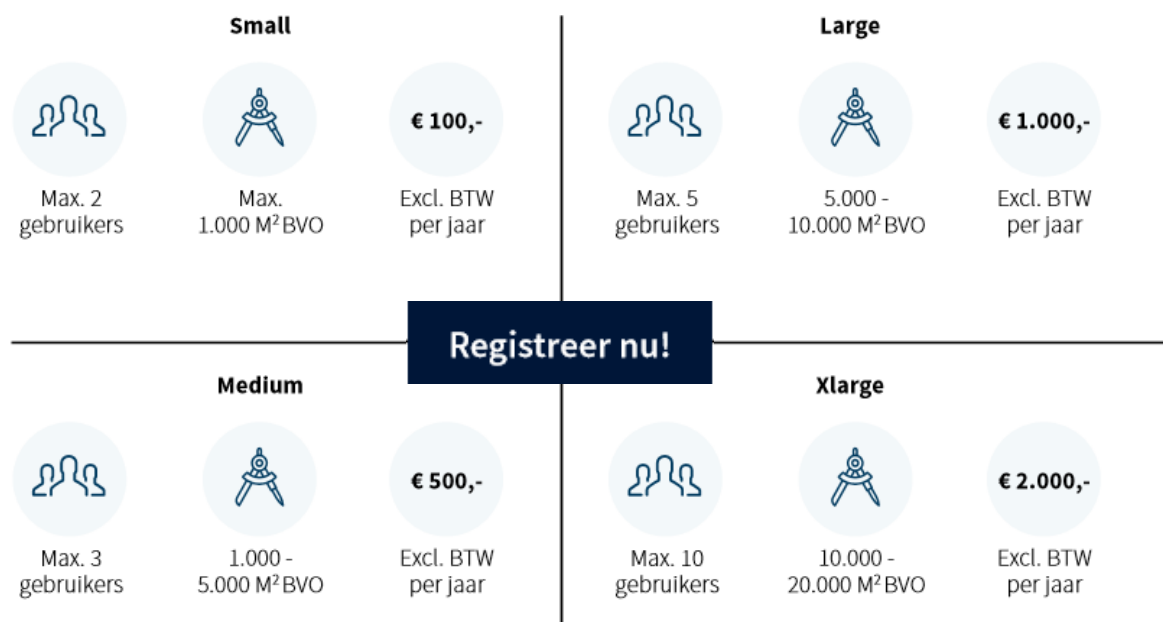 Small
€ 100,-
Max. 2
gebruikers
Max.
1.000 M² BVO
Excl. BTW
per jaar
Large
€ 1.000,-
Max. 5
gebruikers
5.000 -
10.000 M² BVO
Excl. BTW
per jaar
Registreer nu!
Medium
€ 500,-
Max. 3
gebruikers
1.000 -
5.000 M² BVO
Excl. BTW
per jaar
Xlarge
€ 2.000,-
Max. 10
gebruikers
10.000 -
20.000 M² BVO
Excl. BTW
per jaar